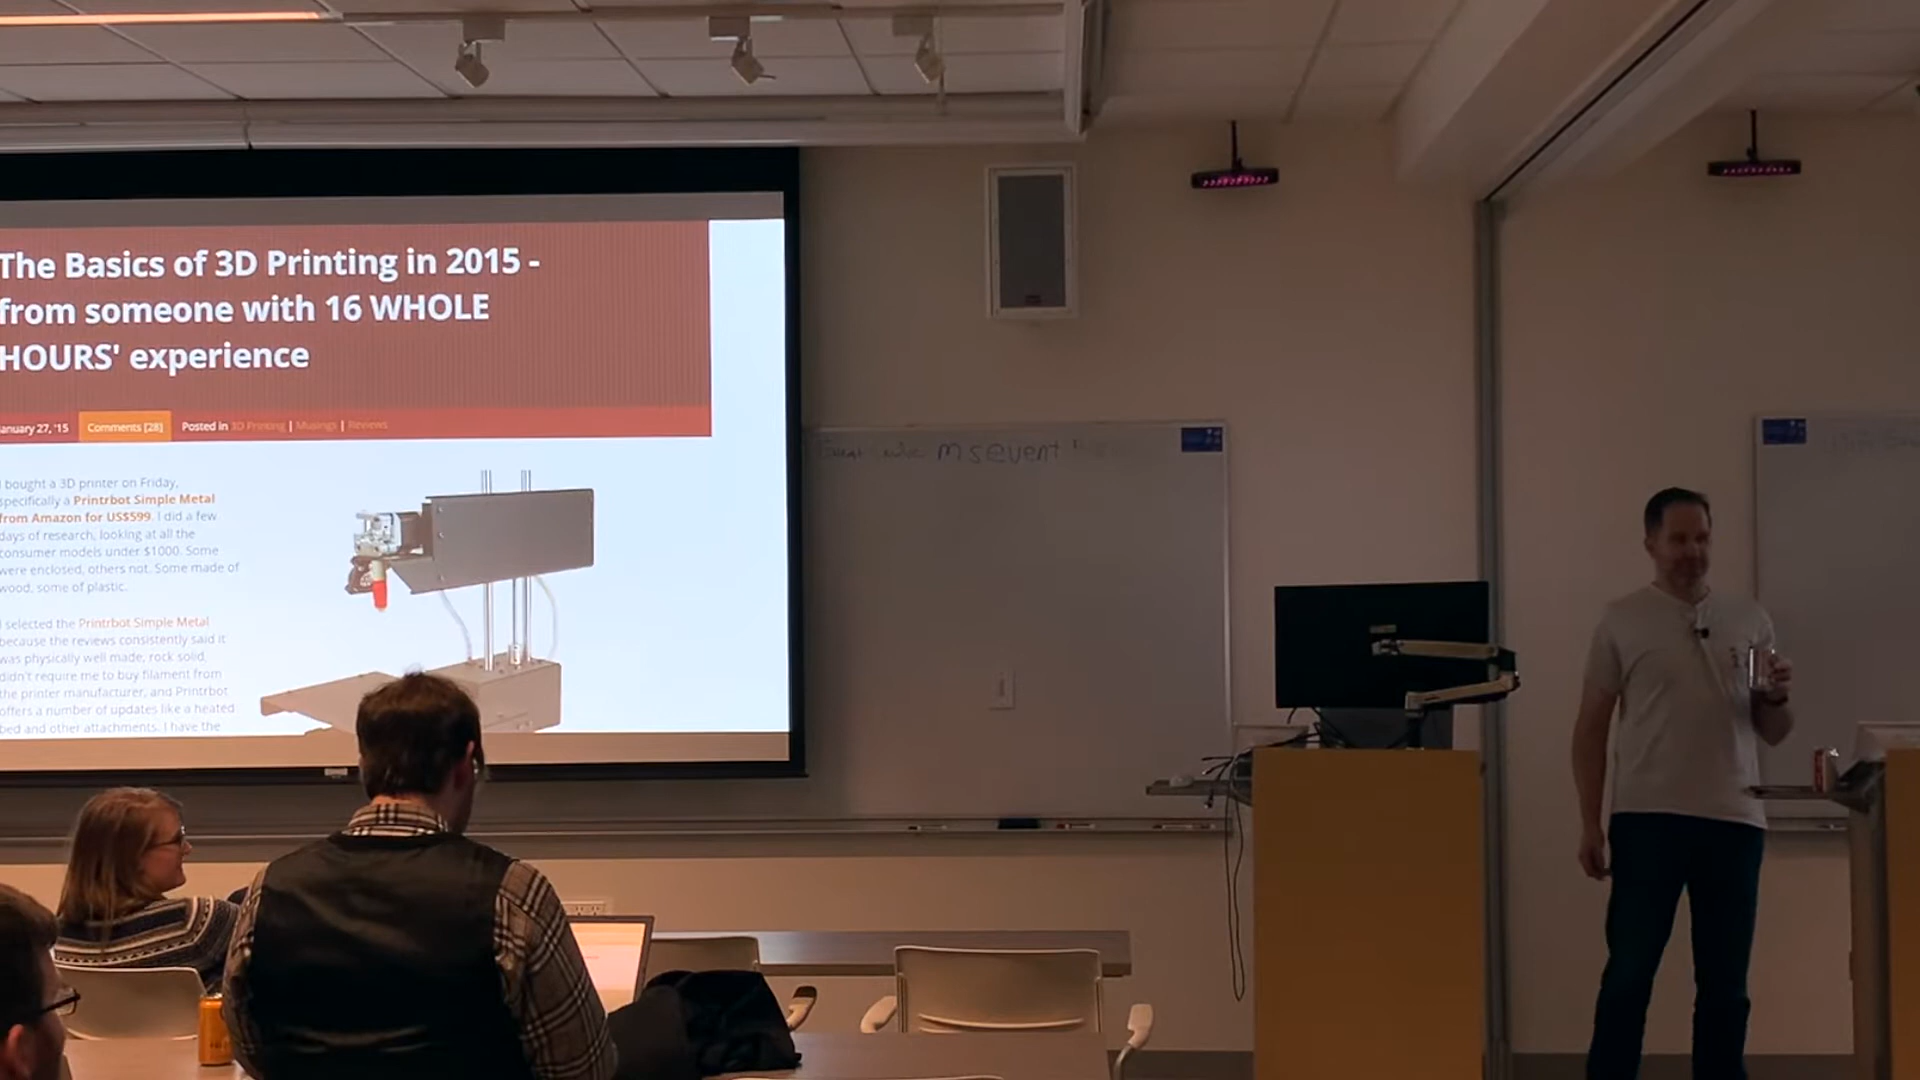 The Basics of 3D Printing in 2015 -
from someone with 16 WHOLE
HOURS' experience
January 27, '15
Comments [28]
Posted in 3D Printing | Musings | Reviews
I bought a 3D printer on Friday,
specifically a Printrbot Simple Metal
from Amazon for US$599. I did a few
days of research, looking at all the
consumer models under $1000. Some
were enclosed, others not. Some made of
wood, some of plastic.
I selected the Printrbot Simple Metal
because the reviews consistently said it
was physically well made, rock solid,
didn't require me to buy filament from
the printer manufacturer, and Printrbot
offers a number of updates like a heated
bed and other attachments. I have the
msevent